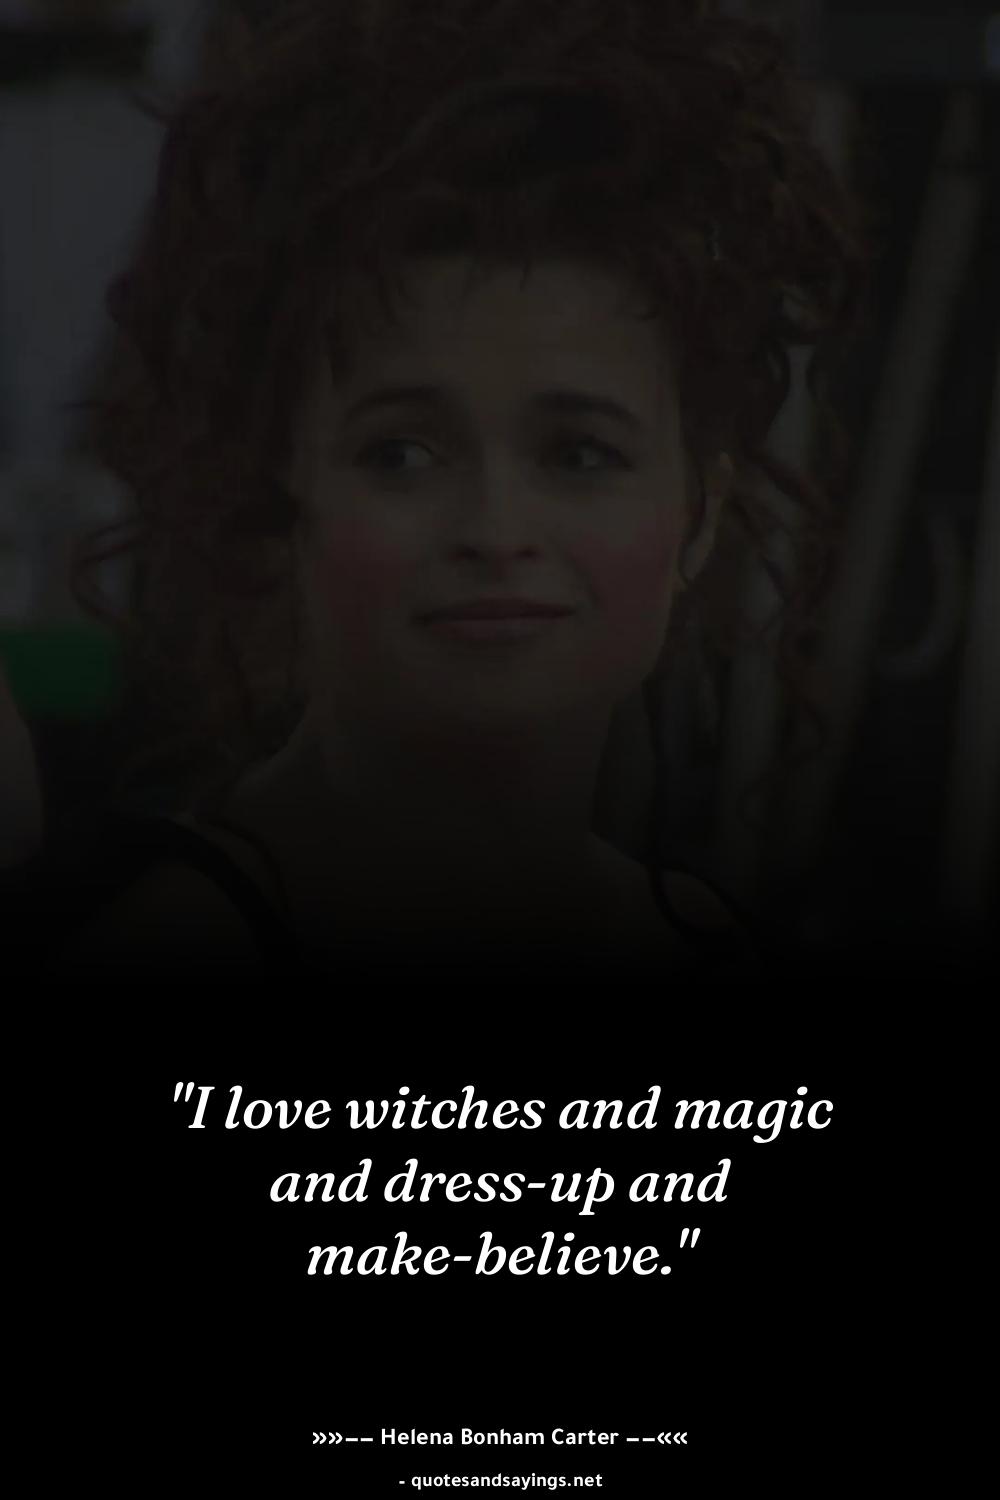 "I love witches and magic
and dress-up and
make-believe."
»»−− Helena Bonham Carter −−««
- quotesandsayings.net